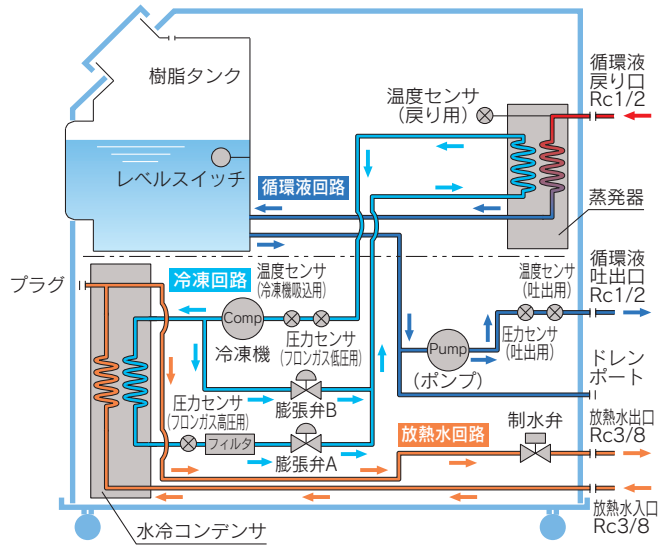 樹脂タンク
レベルスイッチ
温度センサ
（戻り用）
循環液
戻り口
Rc1/2
循環液回路
蒸発器
プラグ
冷凍回路
温度センサ
（冷凍機吸込用）
温度センサ
（吐出用）
循環液
吐出口
Rc1/2
Comp
冷凍機
圧力センサ
（フロンガス低圧用）
Pump
（ポンプ）
圧力センサ
（吐出用）
ドレン
ポート
膨張弁B
圧力センサ
（フロンガス高圧用）
フィルタ
膨張弁A
放熱水回路
制水弁
放熱水出口
Rc3/8
放熱水入口
Rc3/8
水冷コンデンサ